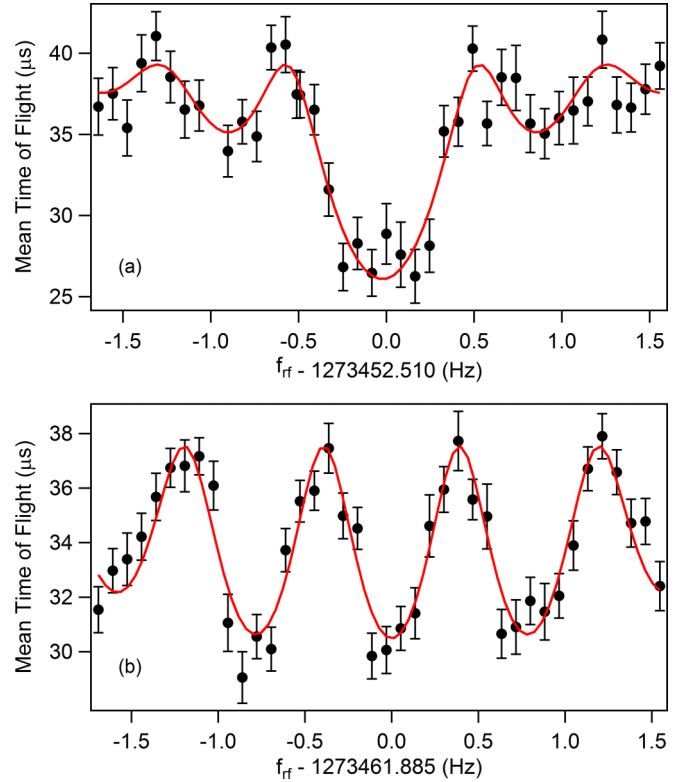 40
35
30
25
Mean Time of Flight (μs)
(a)
-1.5 -1.0 -0.5 0.0 0.5 1.0 1.5
f_rf - 1273452.510 (Hz)
38
36
34
32
30
Mean Time of Flight (μs)
(b)
-1.5 -1.0 -0.5 0.0 0.5 1.0 1.5
f_rf - 1273461.885 (Hz)